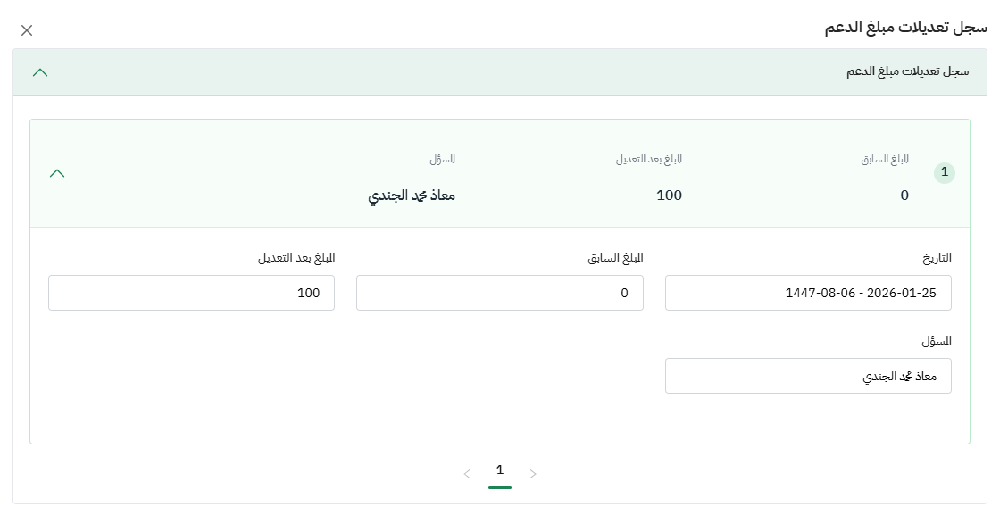 سجل تعديلات مبلغ الدعم
سجل تعديلات مبلغ الدعم
1
المبلغ السابق
المبلغ بعد التعديل
المسؤل
0
100
معاذ محمد الجندي
التاريخ
المبلغ السابق
المبلغ بعد التعديل
1447-08-06 - 2026-01-25
0
100
المسؤل
معاذ محمد الجندي
1